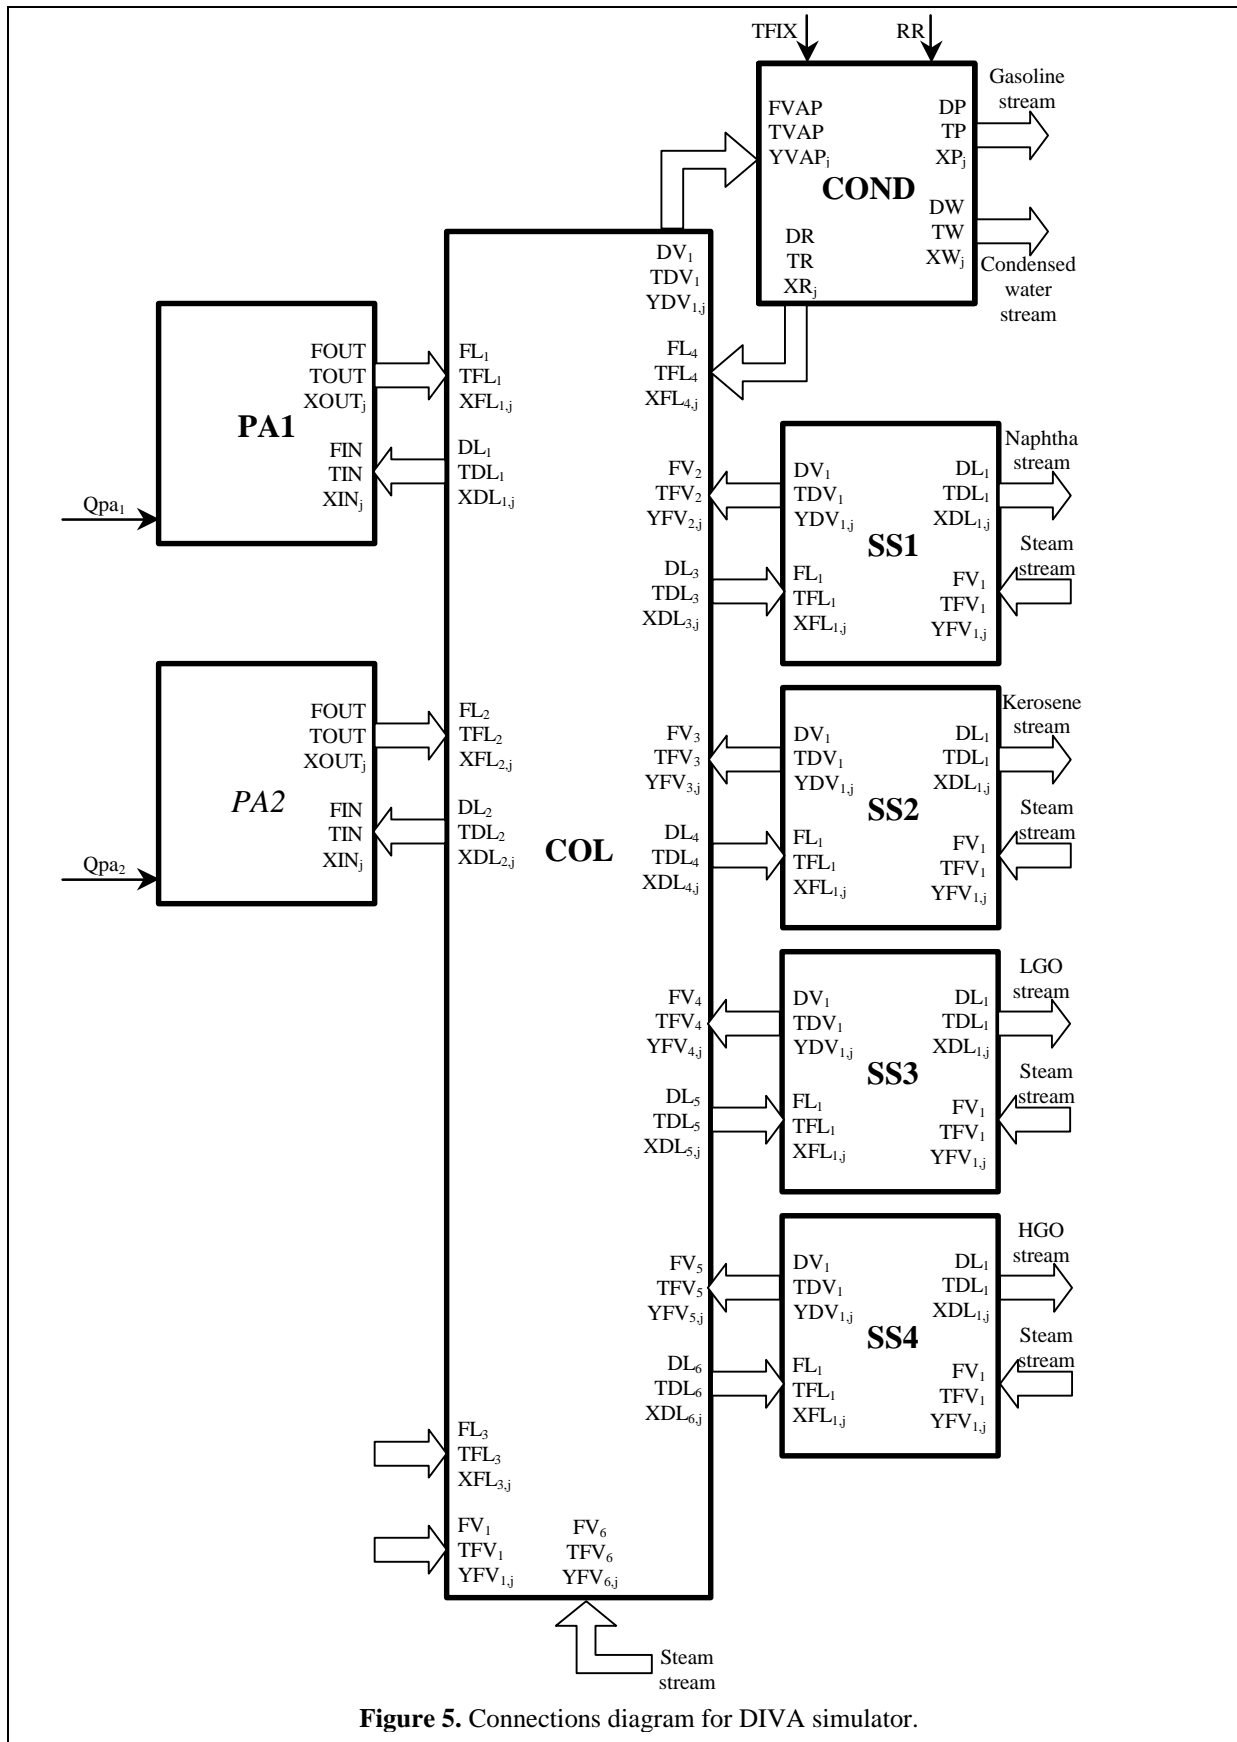 TFIX
RR
FVAP
TVAP
YVAPj
COND
DR
TR
XRj
DP
TP
XPj
DW
TW
XWj
Gasoline
stream
Condensed
water
stream
PA1
FOUT
TOUT
XOUTj
FIN
TIN
XINj
Qpa1
PA2
FOUT
TOUT
XOUTj
FIN
TIN
XINj
Qpa2
COL
DV1
TDV1
YDV1,j
FL1
TFL1
XFL1,j
DL1
TDL1
XDL1,j
FL2
TFL2
XFL2,j
DL2
TDL2
XDL2,j
FL3
TFL3
XFL3,j
FV1
TFV1
YFV1,j
FV6
TFV6
YFV6,j
Steam
stream
FL4
TFL4
XFL4,j
FV2
TFV2
YFV2,j
DL3
TDL3
XDL3,j
FV3
TFV3
YFV3,j
DL4
TDL4
XDL4,j
FV4
TFV4
YFV4,j
DL5
TDL5
XDL5,j
FV5
TFV5
YFV5,j
DL6
TDL6
XDL6,j
DV1
TDV1
YDV1,j
SS1
FL1
TFL1
XFL1,j
DL1
TDL1
XDL1,j
FV1
TFV1
YFV1,j
Naphtha
stream
Steam
stream
DV1
TDV1
YDV1,j
SS2
FL1
TFL1
XFL1,j
DL1
TDL1
XDL1,j
FV1
TFV1
YFV1,j
Kerosene
stream
Steam
stream
DV1
TDV1
YDV1,j
SS3
FL1
TFL1
XFL1,j
DL1
TDL1
XDL1,j
FV1
TFV1
YFV1,j
LGO
stream
Steam
stream
DV1
TDV1
YDV1,j
SS4
FL1
TFL1
XFL1,j
DL1
TDL1
XDL1,j
FV1
TFV1
YFV1,j
HGO
stream
Steam
stream
Figure 5. Connections diagram for DIVA simulator.